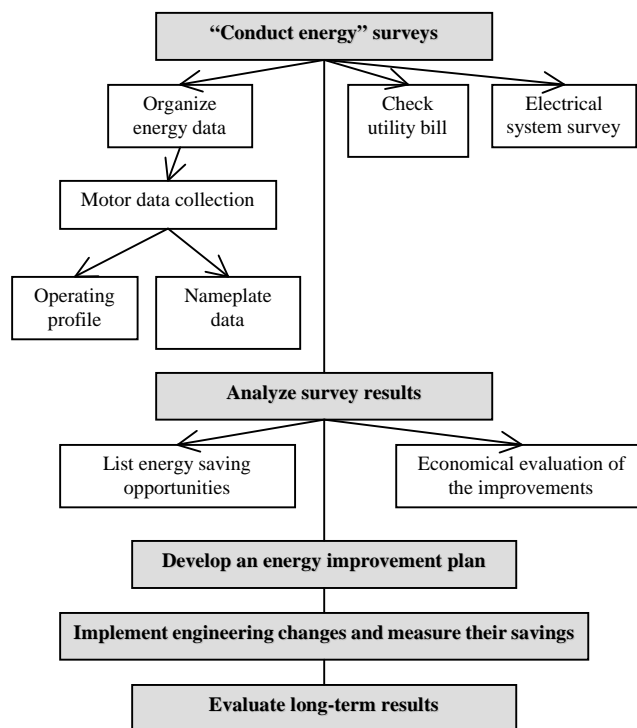 “Conduct energy” surveys
Organize
energy data
Check
utility bill
Electrical
system survey
Motor data collection
Operating
profile
Nameplate
data
Analyze survey results
List energy saving
opportunities
Economical evaluation of
the improvements
Develop an energy improvement plan
Implement engineering changes and measure their savings
Evaluate long-term results